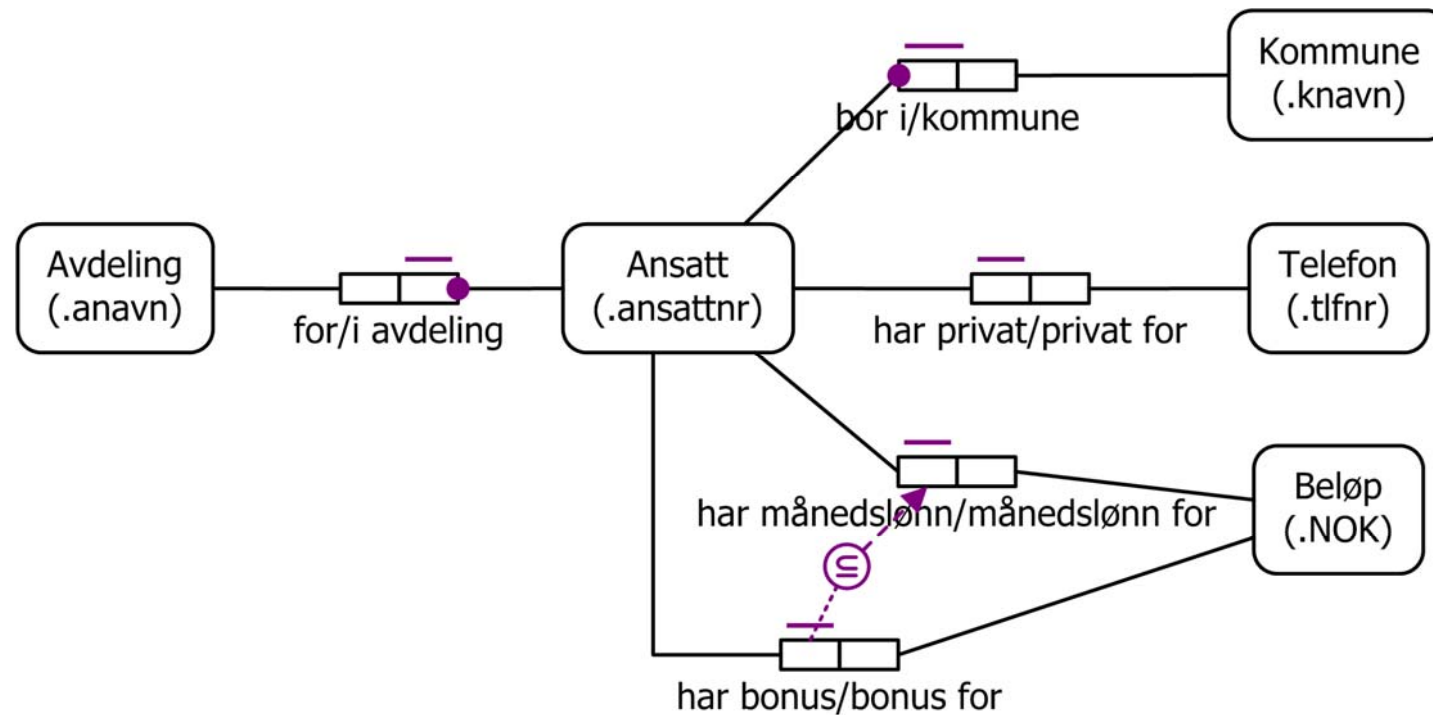 Kommune
(.knavn)
bor i/kommune
Avdeling
(.anavn)
for/i avdeling
Ansatt
(.ansattnr)
har privat/privat for
Telefon
(.tlfnr)
har månedslønn/månedslønn for
Beløp
(.NOK)
⊆
har bonus/bonus for